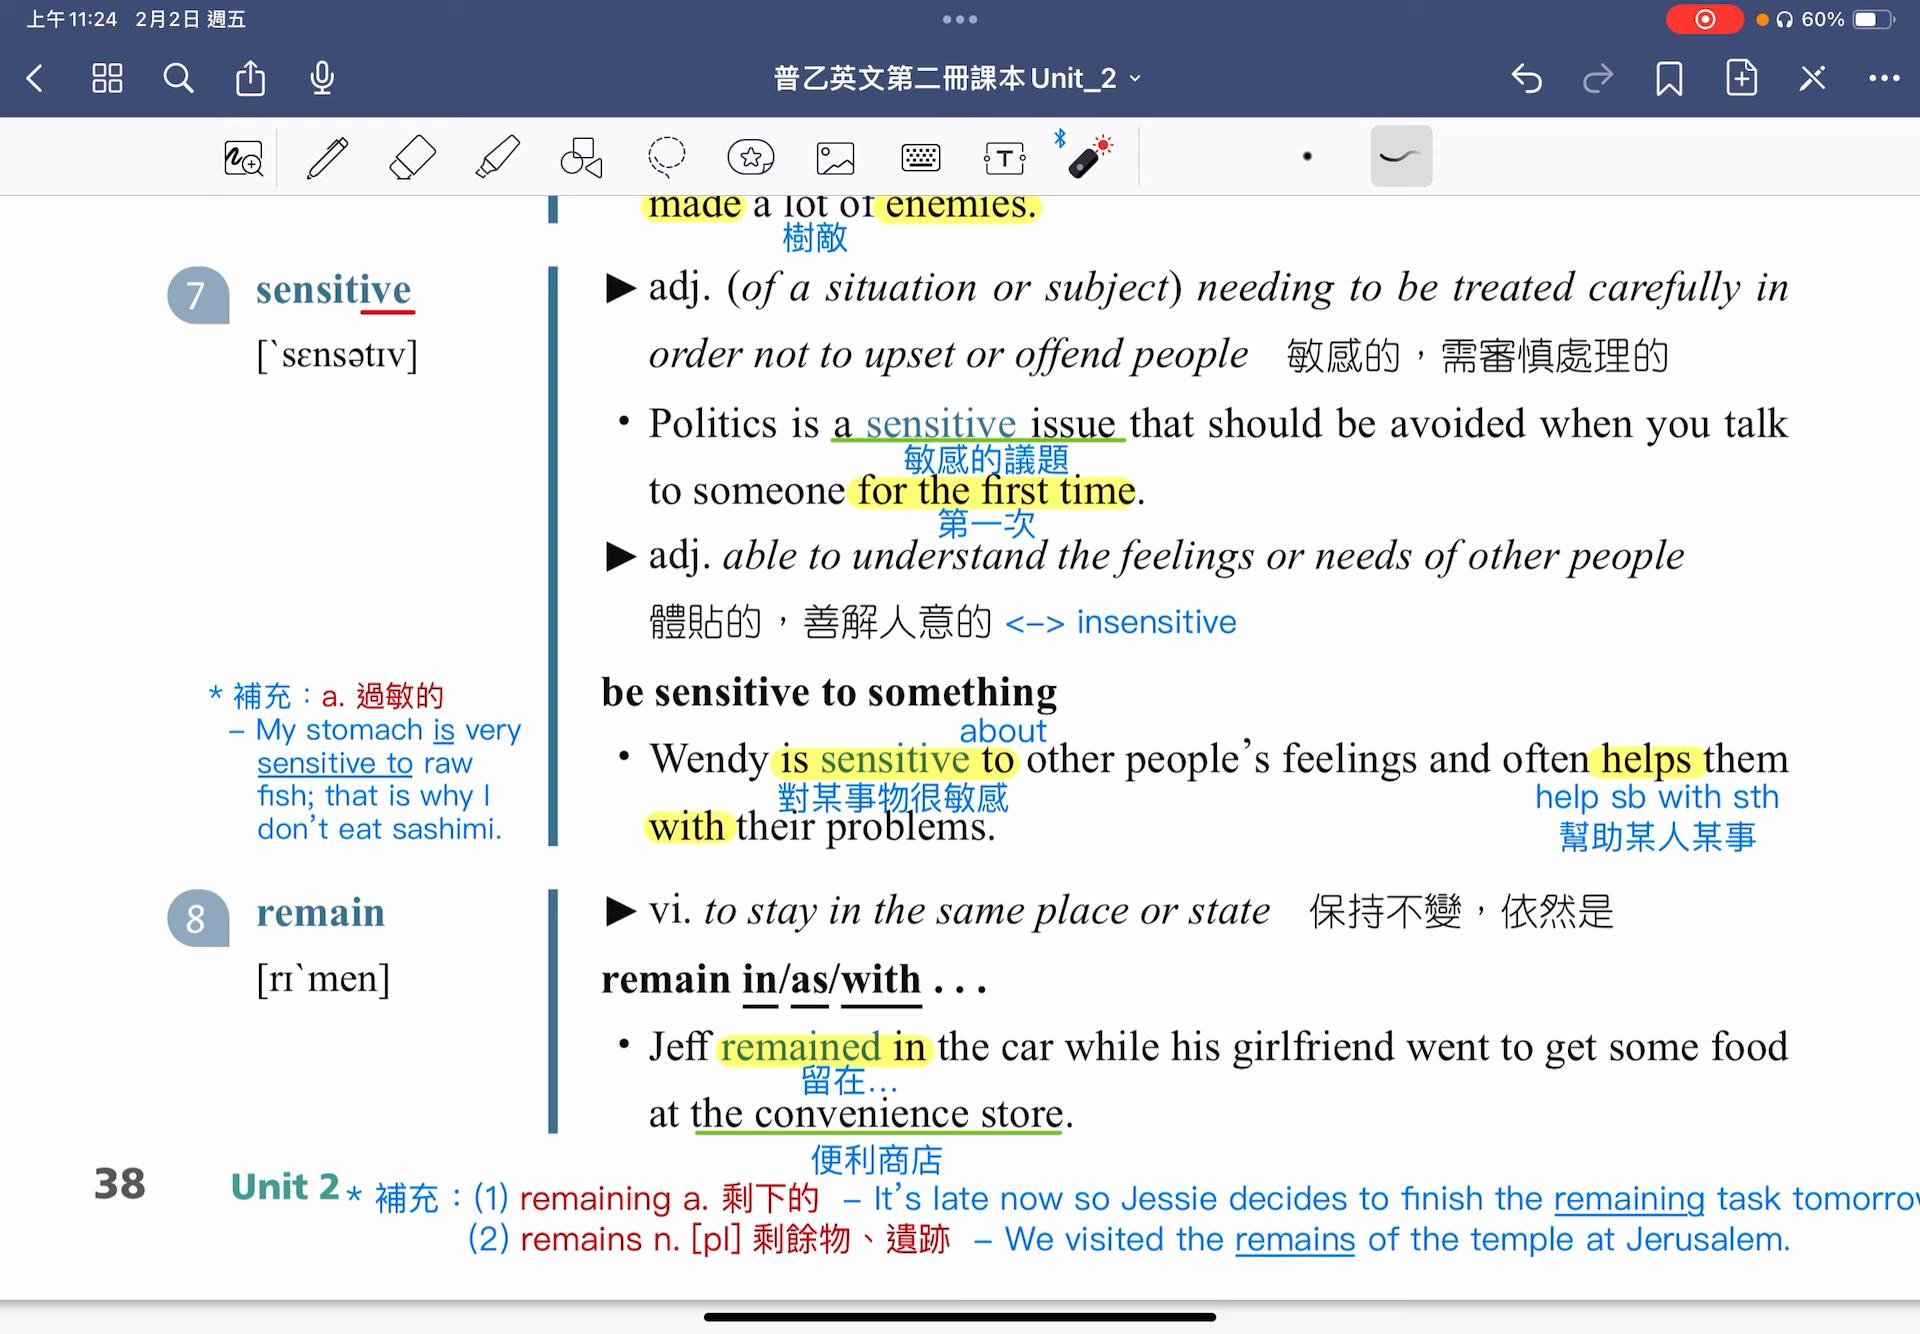 上午11:24 2月2日 週五
60%
普乙英文第二冊課本Unit_2
made a lot of enemies.
樹敵
7 sensitive
[ˋsɛnsətɪv]
▶ adj. (of a situation or subject) needing to be treated carefully in
order not to upset or offend people 敏感的，需審慎處理的
• Politics is a sensitive issue that should be avoided when you talk
敏感的議題
to someone for the first time.
第一次
▶ adj. able to understand the feelings or needs of other people
體貼的，善解人意的 <-> insensitive
be sensitive to something
about
• Wendy is sensitive to other people's feelings and often helps them
對某事物很敏感
help sb with sth
with their problems.
幫助某人某事
* 補充：a. 過敏的
– My stomach is very
sensitive to raw
fish; that is why I
don't eat sashimi.
8 remain
[rɪˋmen]
▶ vi. to stay in the same place or state 保持不變，依然是
remain in/as/with . . .
• Jeff remained in the car while his girlfriend went to get some food
留在...
at the convenience store.
便利商店
38 Unit 2
* 補充：(1) remaining a. 剩下的 – It's late now so Jessie decides to finish the remaining task tomorrow
(2) remains n. [pl] 剩餘物、遺跡 – We visited the remains of the temple at Jerusalem.